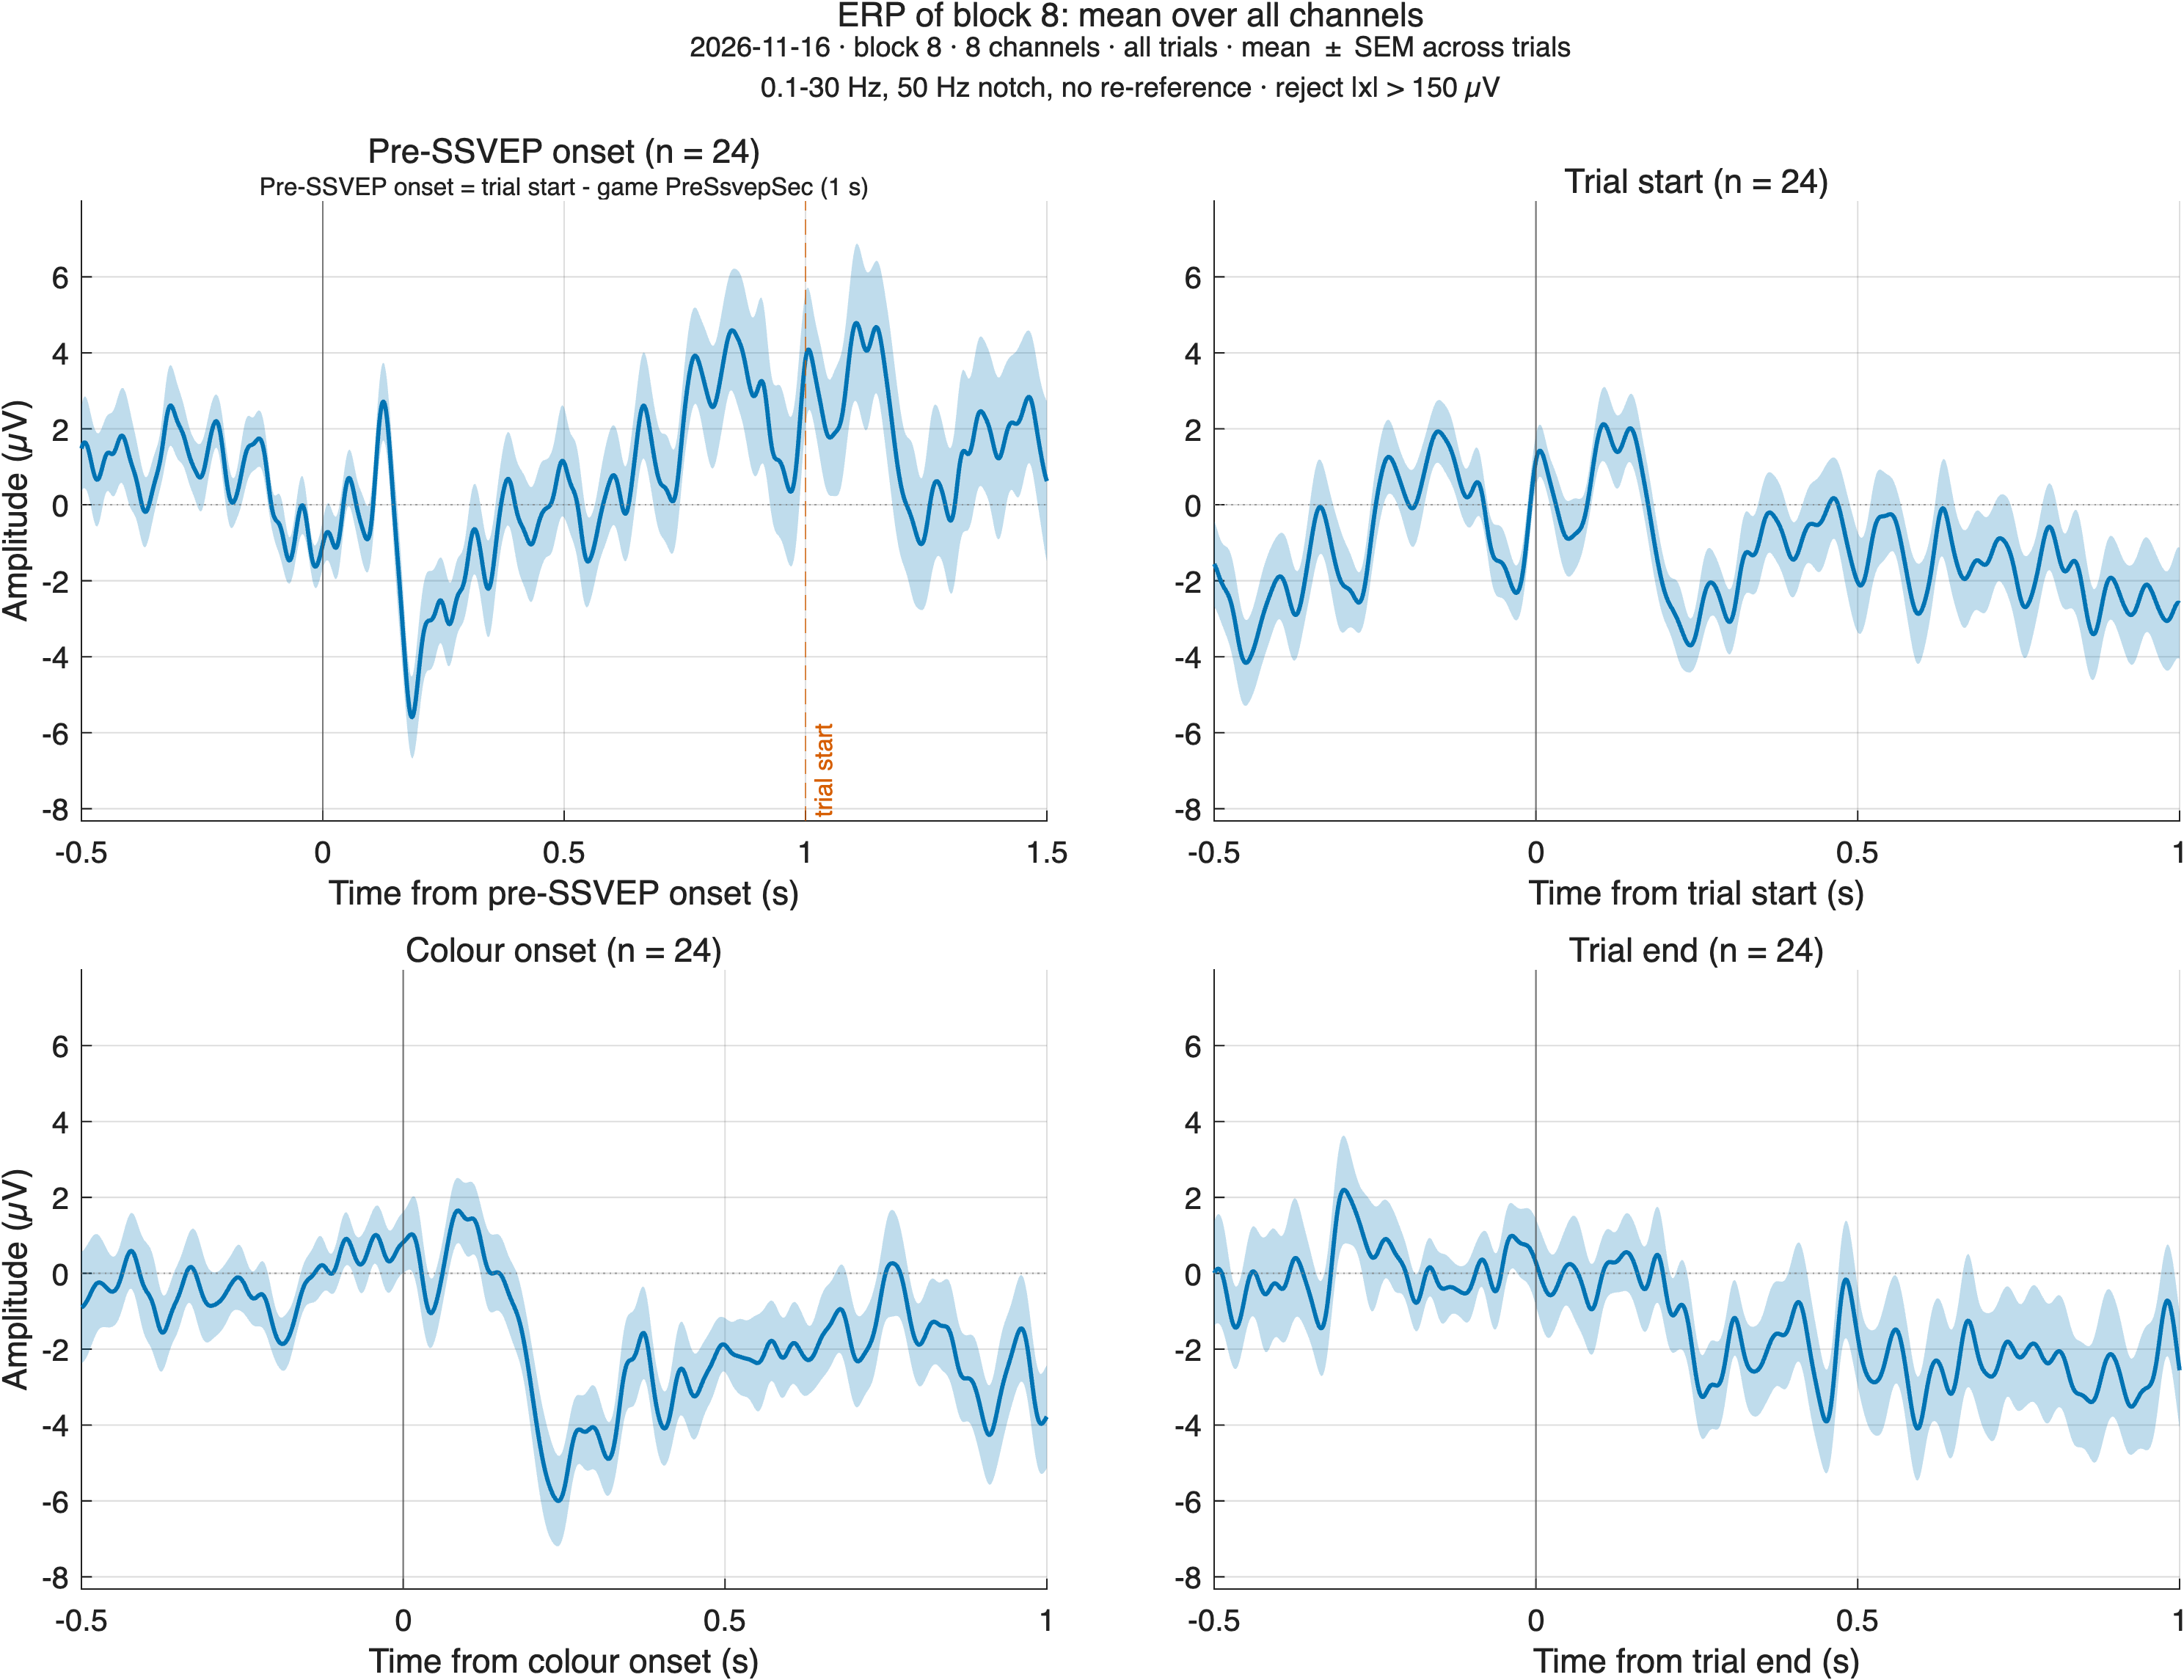 ERP of block 8: mean over all channels
2026-11-16 · block 8 · 8 channels · all trials · mean ± SEM across trials
0.1-30 Hz, 50 Hz notch, no re-reference · reject |x| > 150 µV
Pre-SSVEP onset (n = 24)
Pre-SSVEP onset = trial start - game PreSsvepSec (1 s)
Amplitude (µV)
6
4
2
0
-2
-4
-6
-8
trial start
-0.5 0 0.5 1 1.5
Time from pre-SSVEP onset (s)
Trial start (n = 24)
6
4
2
0
-2
-4
-6
-8
-0.5 0 0.5 1
Time from trial start (s)
Colour onset (n = 24)
Amplitude (µV)
6
4
2
0
-2
-4
-6
-8
-0.5 0 0.5 1
Time from colour onset (s)
Trial end (n = 24)
6
4
2
0
-2
-4
-6
-8
-0.5 0 0.5 1
Time from trial end (s)